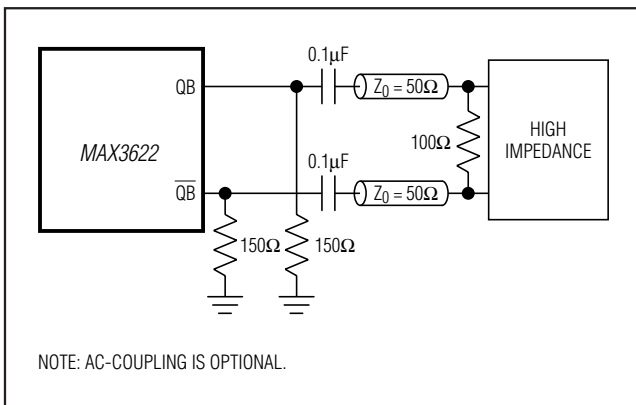 0.1µF
QB
Z0 = 50Ω
MAX3622
100Ω
HIGH
IMPEDANCE
0.1µF
QB
Z0 = 50Ω
150Ω
150Ω
NOTE: AC-COUPLING IS OPTIONAL.